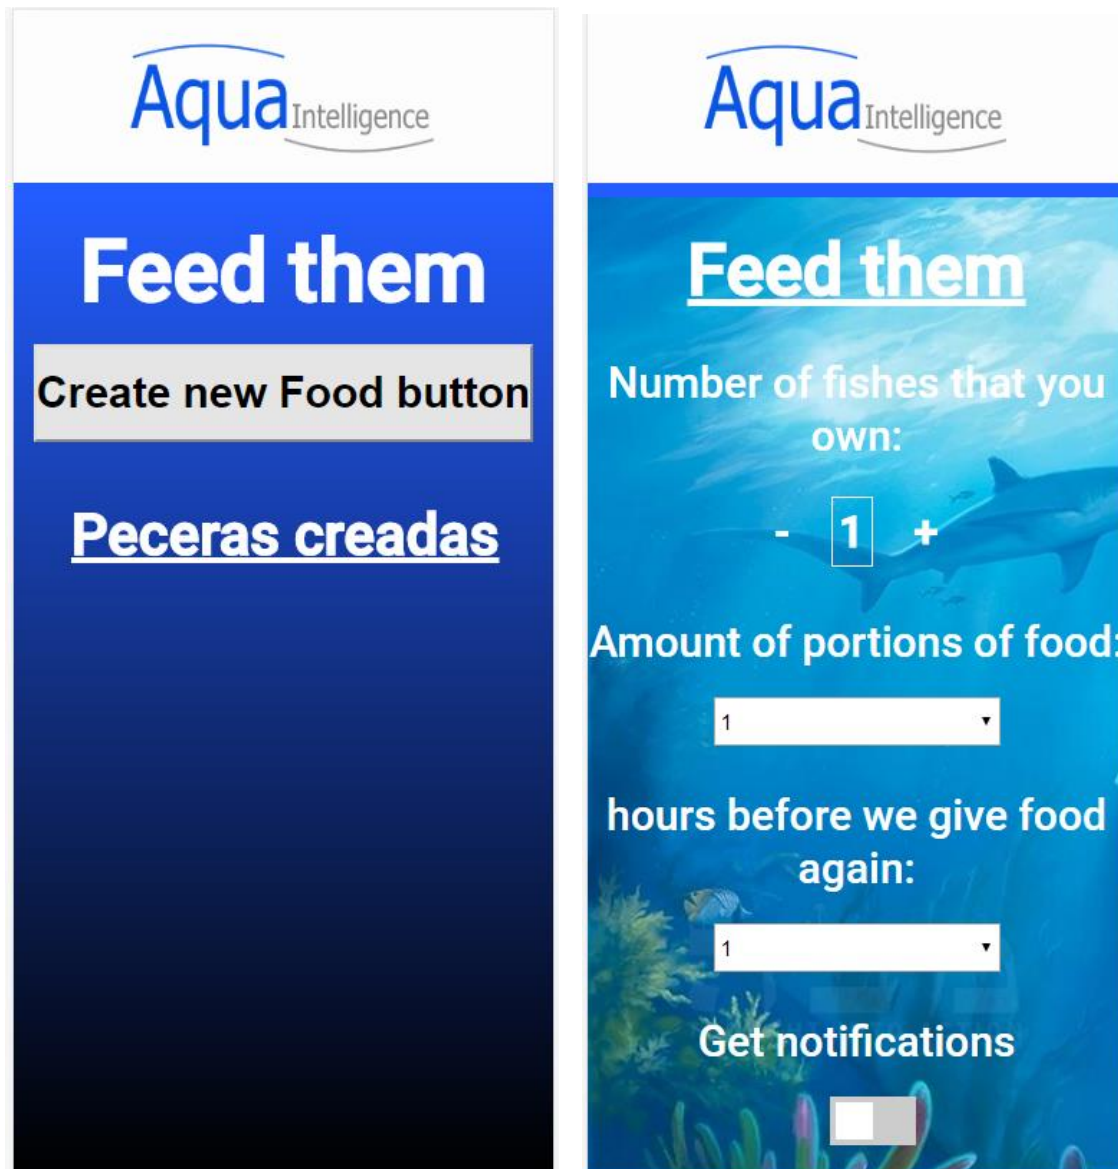 Aqua Intelligence
Feed them
Create new Food button
Peceras creadas
Aqua Intelligence
Feed them
Number of fishes that you
own:
- 1 +
Amount of portions of food:
1
hours before we give food
again:
1
Get notifications